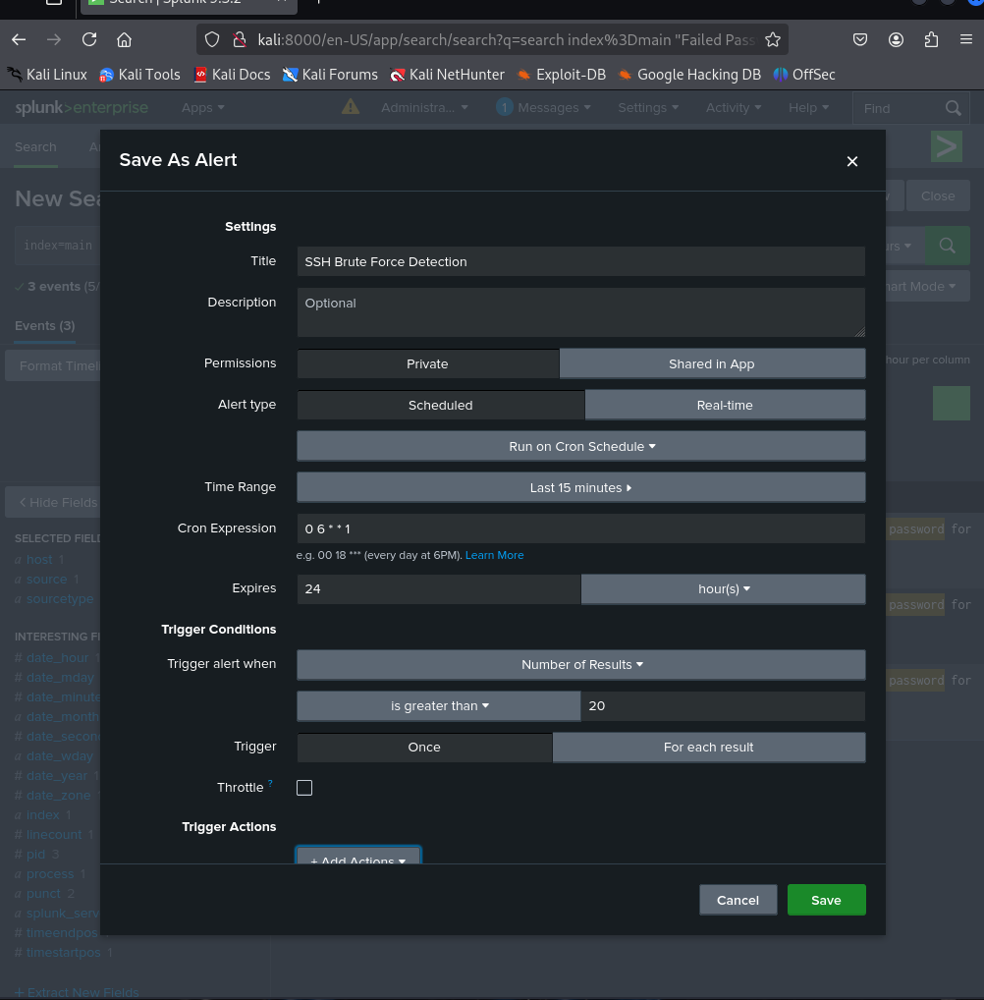 Search | Splunk 9.3.2
kali:8000/en-US/app/search/search?q=search index%3Dmain "Failed Pass
Kali Linux Kali Tools Kali Docs Kali Forums Kali NetHunter Exploit-DB Google Hacking DB OffSec
splunk>enterprise Apps Administra... 1 Messages Settings Activity Help Find
Search
Save As Alert
New Sea
Close
Settings
index=main
Title SSH Brute Force Detection
✓ 3 events (5/
Description Optional
mart Mode
Events (3)
Permissions Private Shared in App
Format Timeli
hour per column
Alert type Scheduled Real-time
Run on Cron Schedule
Time Range Last 15 minutes
< Hide Fields
Cron Expression 0 6 * * 1
password for
SELECTED FIELD
e.g. 00 18 *** (every day at 6PM). Learn More
a host 1
a source 1
Expires 24 hour(s)
a sourcetype
password for
Trigger Conditions
INTERESTING FI
# date_hour 1
Trigger alert when Number of Results
# date_mday
password for
# date_minute
is greater than 20
a date_month
# date_second
Trigger Once For each result
a date_wday
# date_year 1
# date_zone
Throttle ?
a index 1
# linecount 1
Trigger Actions
# pid 3
+ Add Actions
a process 1
# punct 2
a splunk_serv
Cancel Save
# timeendpos
# timestartpos 1
+ Extract New Fields